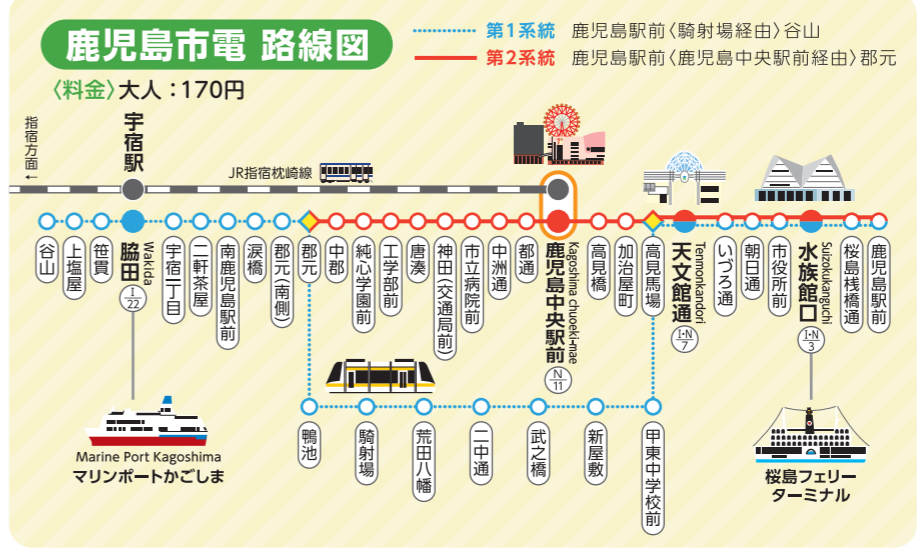 鹿児島市電 路線図
第1系統 鹿児島駅前〈騎射場経由〉谷山
第2系統 鹿児島駅前〈鹿児島中央駅前経由〉郡元
〈料金〉大人：170円
指宿方面←
宇宿駅
JR指宿枕崎線
谷山
上塩屋
笹貫
脇田
Wakida
I
22
宇宿一丁目
二軒茶屋
南鹿児島駅前
涙橋
郡元(南側)
郡元
中郡
純心学園前
工学部前
唐湊
神田(交通局前)
市立病院前
中洲通
都通
鹿児島中央駅前
Kagoshima chuoeki-mae
N
11
高見橋
加治屋町
高見馬場
天文館通
Tenmonkandori
I・N
7
いづろ通
朝日通
市役所前
水族館口
Suizokukanguchi
I・N
3
桜島桟橋通
鹿児島駅前
鴨池
騎射場
荒田八幡
二中通
武之橋
新屋敷
甲東中学校前
Marine Port Kagoshima
マリンポートかごしま
桜島フェリー
ターミナル